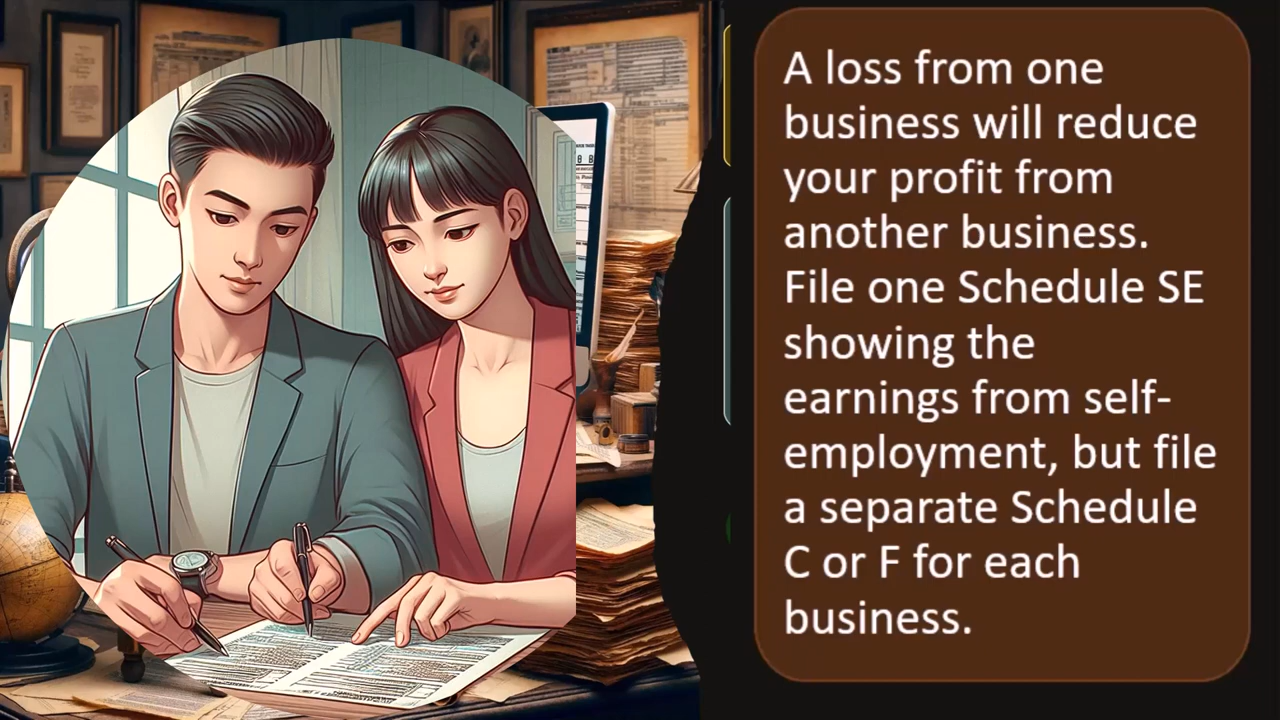 A loss from one
business will reduce
your profit from
another business.
File one Schedule SE
showing the
earnings from self-
employment, but file
a separate Schedule
C or F for each
business.